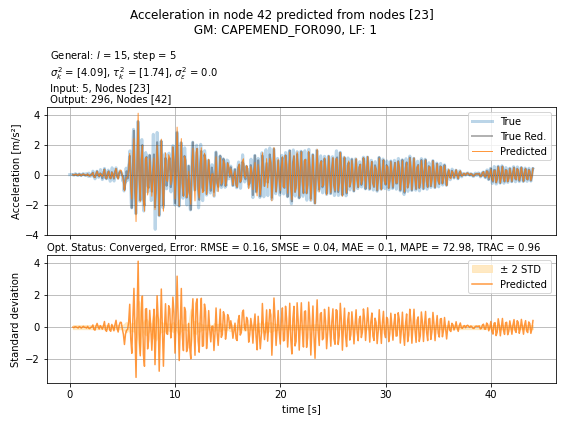 Acceleration in node 42 predicted from nodes [23]
GM: CAPEMEND_FOR090, LF: 1
General: l = 15, step = 5
σ²ₖ = [4.09], τ²ₖ = [1.74], σ²ε = 0.0
Input: 5, Nodes [23]
Output: 296, Nodes [42]
Acceleration [m/s²]
4
2
0
−2
−4
True
True Red.
Predicted
Opt. Status: Converged, Error: RMSE = 0.16, SMSE = 0.04, MAE = 0.1, MAPE = 72.98, TRAC = 0.96
Standard deviation
4
2
0
−2
± 2 STD
Predicted
0 10 20 30 40
time [s]